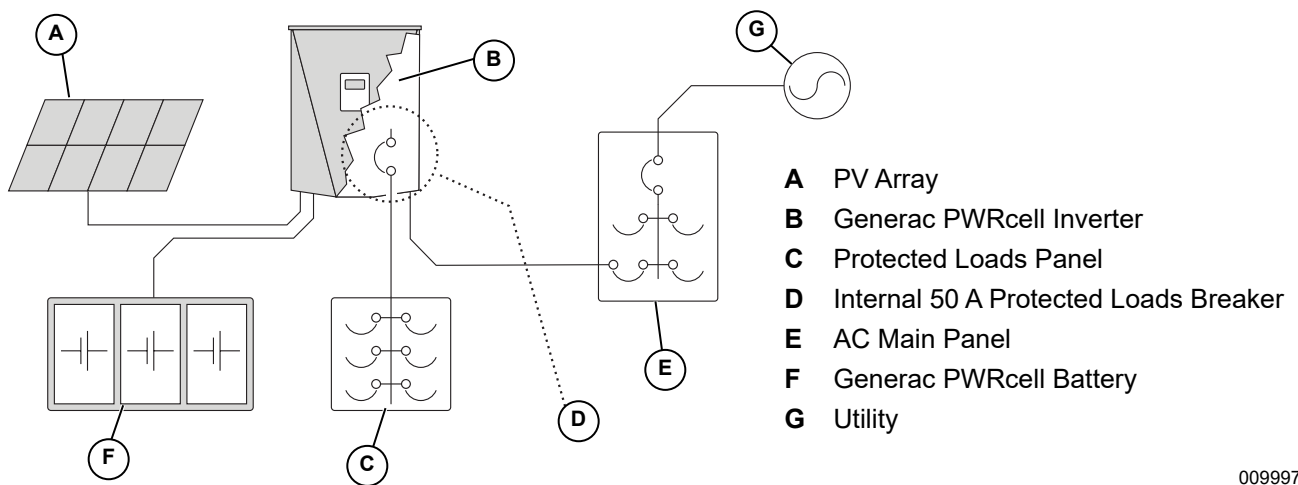 A
B
G
A PV Array
B Generac PWRcell Inverter
C Protected Loads Panel
D Internal 50 A Protected Loads Breaker
E AC Main Panel
F Generac PWRcell Battery
G Utility
E
D
F
C
009997